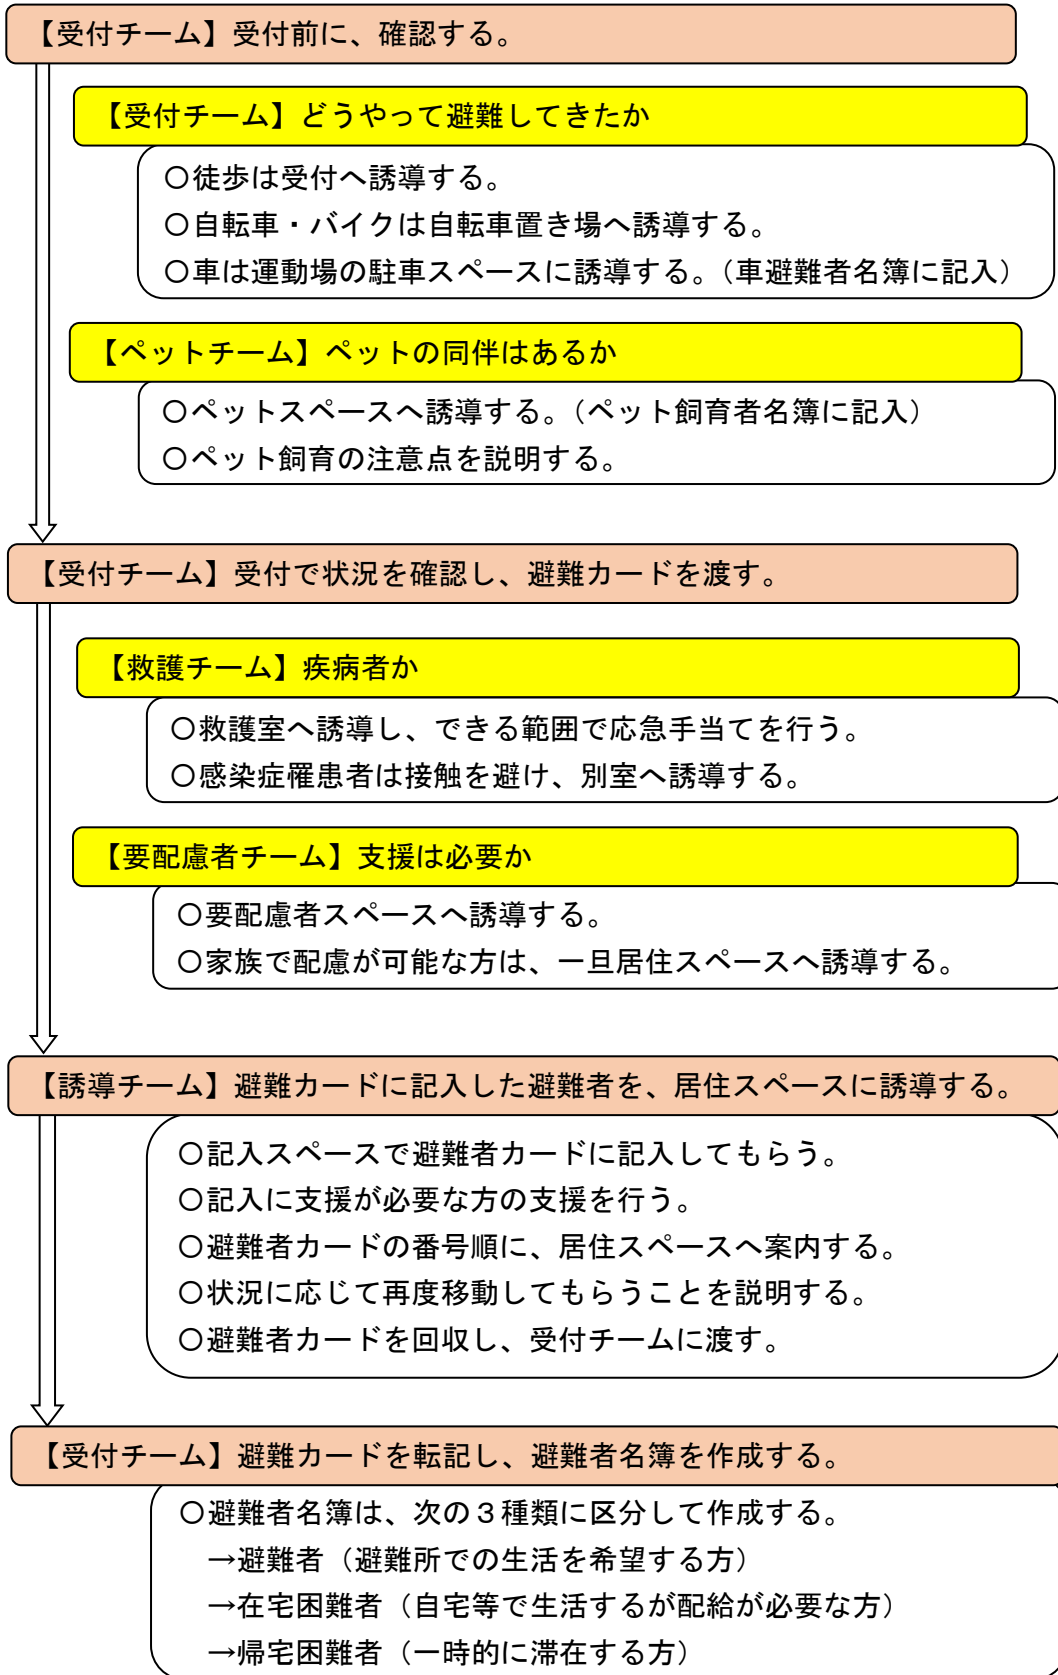 【受付チーム】受付前に、確認する。
【受付チーム】どうやって避難してきたか
○徒歩は受付へ誘導する。
○自転車・バイクは自転車置き場へ誘導する。
○車は運動場の駐車スペースに誘導する。（車避難者名簿に記入）
【ペットチーム】ペットの同伴はあるか
○ペットスペースへ誘導する。（ペット飼育者名簿に記入）
○ペット飼育の注意点を説明する。
【受付チーム】受付で状況を確認し、避難カードを渡す。
【救護チーム】疾病者か
○救護室へ誘導し、できる範囲で応急手当てを行う。
○感染症罹患者は接触を避け、別室へ誘導する。
【要配慮者チーム】支援は必要か
○要配慮者スペースへ誘導する。
○家族で配慮が可能な方は、一旦居住スペースへ誘導する。
【誘導チーム】避難カードに記入した避難者を、居住スペースに誘導する。
○記入スペースで避難者カードに記入してもらう。
○記入に支援が必要な方の支援を行う。
○避難者カードの番号順に、居住スペースへ案内する。
○状況に応じて再度移動してもらうことを説明する。
○避難者カードを回収し、受付チームに渡す。
【受付チーム】避難カードを転記し、避難者名簿を作成する。
○避難者名簿は、次の３種類に区分して作成する。
→避難者（避難所での生活を希望する方）
→在宅困難者（自宅等で生活するが配給が必要な方）
→帰宅困難者（一時的に滞在する方）